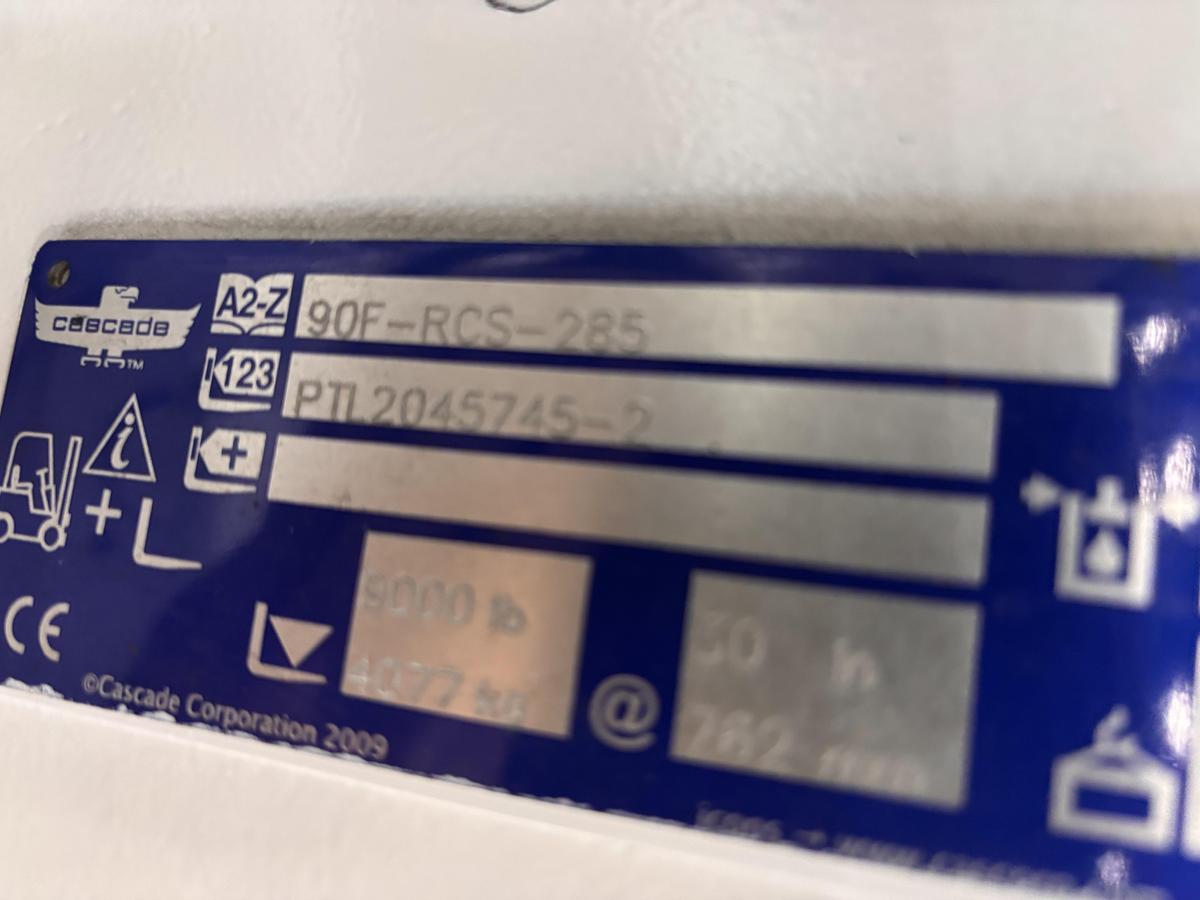 cascade
TM
A2-Z
90F-RCS-285
123
PTL2045745-2
i
+
+
9000 lb
4077 kg
@
30 in
762 mm
CE
©Cascade Corporation 2009